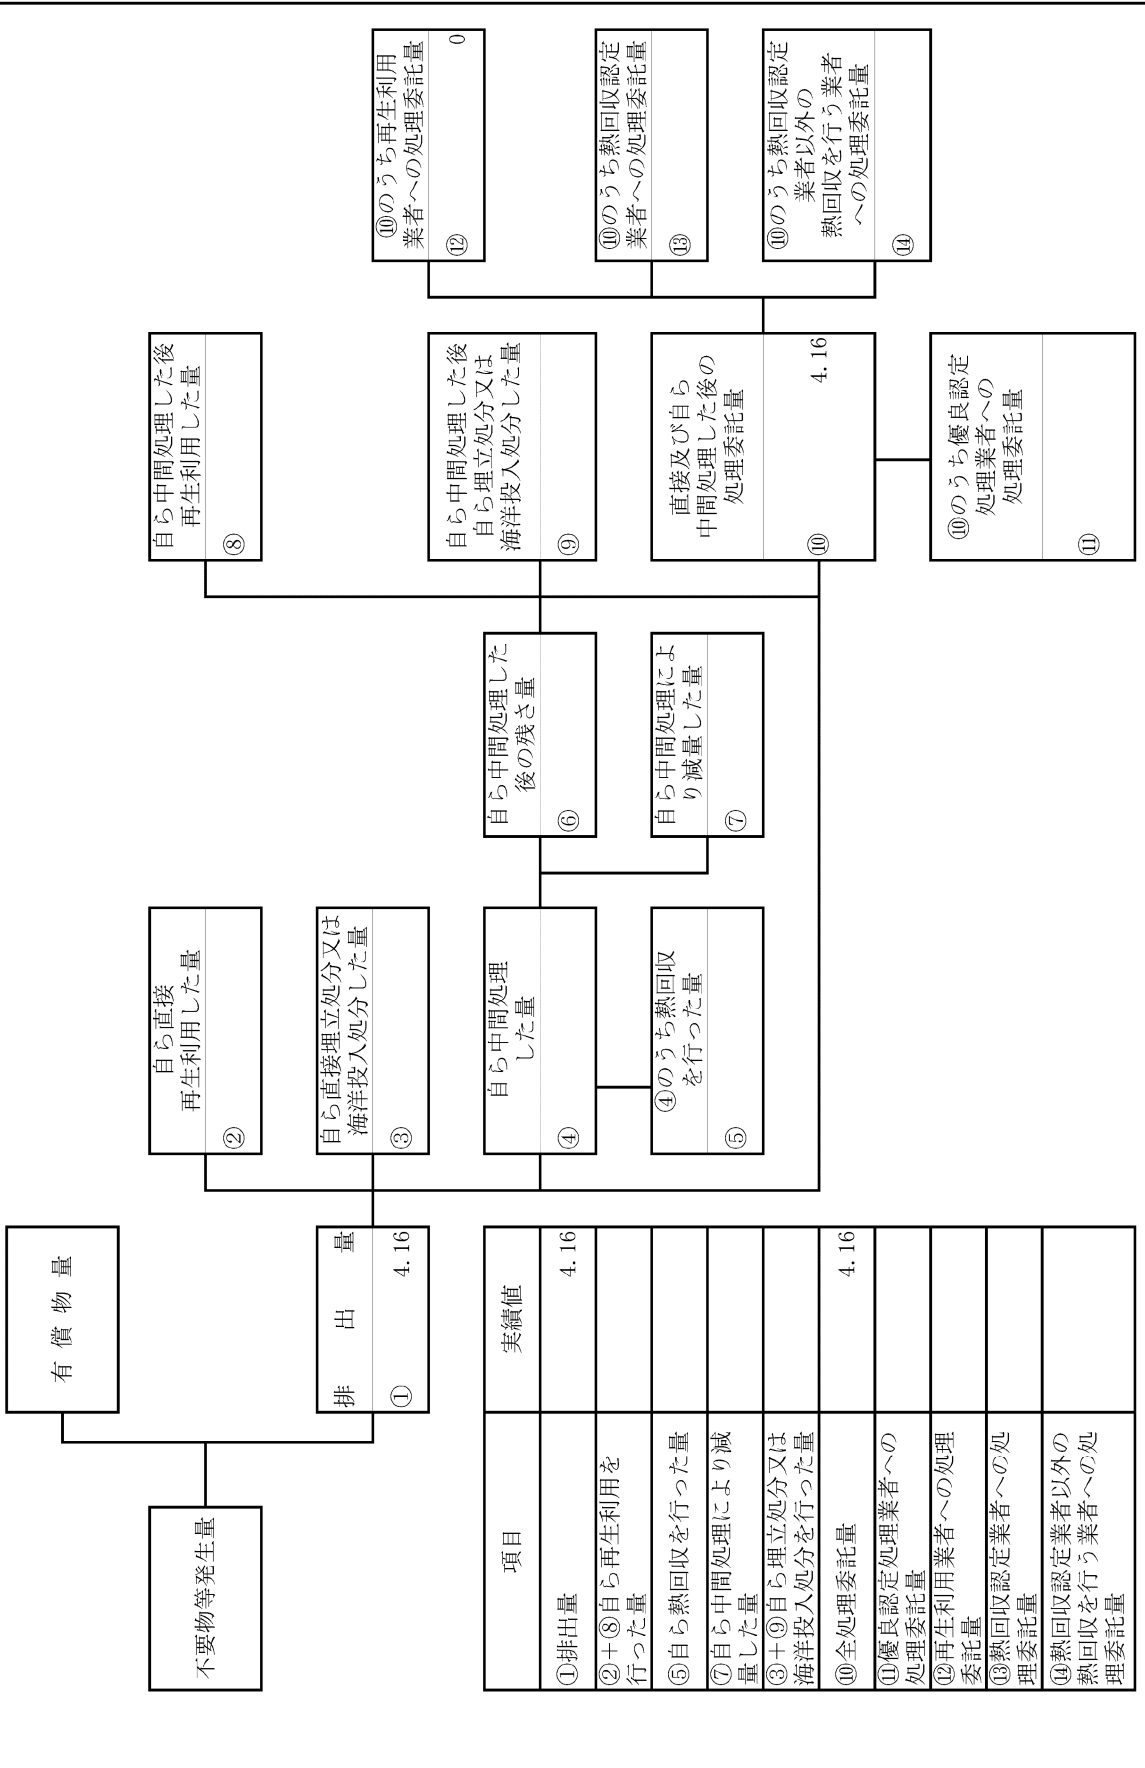 有償物量
不要物等発生量
排出量
① 4.16
自ら直接
再生利用した量
②
自ら直接埋立処分又は
海洋投入処分した量
③
自ら中間処理
した量
④
④のうち熱回収
を行った量
⑤
自ら中間処理した
後の残さ量
⑥
自ら中間処理によ
り減量した量
⑦
自ら中間処理した後
再生利用した量
⑧
自ら中間処理した後
自ら埋立処分又は
海洋投入処分した量
⑨
直接及び自ら
中間処理した後の
処理委託量
⑩ 4.16
⑩のうち優良認定
処理業者への
処理委託量
⑪
⑩のうち再生利用
業者への処理委託量
⑫ 0
⑩のうち熱回収認定
業者への処理委託量
⑬
⑩のうち熱回収認定
業者以外の
熱回収を行う業者
への処理委託量
⑭
項目 実績値
①排出量 4.16
②+⑧自ら再生利用を
行った量
⑤自ら熱回収を行った量
⑦自ら中間処理により減
量した量
③+⑨自ら埋立処分又は
海洋投入処分を行った量
⑩全処理委託量 4.16
⑪優良認定処理業者への
処理委託量
⑫再生利用業者への処理
委託量
⑬熱回収認定業者への処
理委託量
⑭熱回収認定業者以外の
熱回収を行う業者への処
理委託量